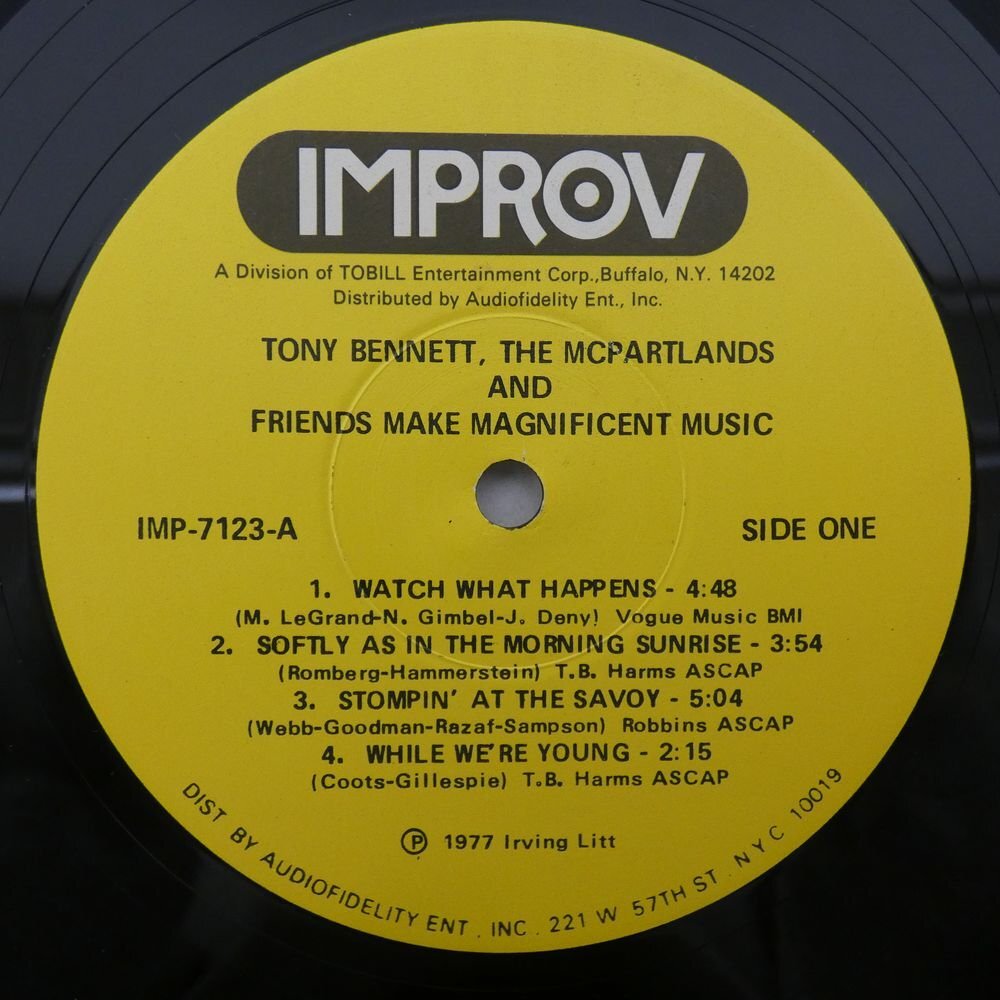 IMPROV
A Division of TOBILL Entertainment Corp.,Buffalo, N.Y. 14202
Distributed by Audiofidelity Ent., Inc.
TONY BENNETT, THE MCPARTLANDS
AND
FRIENDS MAKE MAGNIFICENT MUSIC
IMP-7123-A
SIDE ONE
1. WATCH WHAT HAPPENS - 4:48
(M. LeGrand-N. Gimbel-J. Deny) Vogue Music BMI
2. SOFTLY AS IN THE MORNING SUNRISE - 3:54
(Romberg-Hammerstein) T.B. Harms ASCAP
3. STOMPIN' AT THE SAVOY - 5:04
(Webb-Goodman-Razaf-Sampson) Robbins ASCAP
4. WHILE WE'RE YOUNG - 2:15
(Coots-Gillespie) T.B. Harms ASCAP
Ⓟ 1977 Irving Litt
DIST BY AUDIOFIDELITY ENT. INC. 221 W 57TH ST. NYC 10019